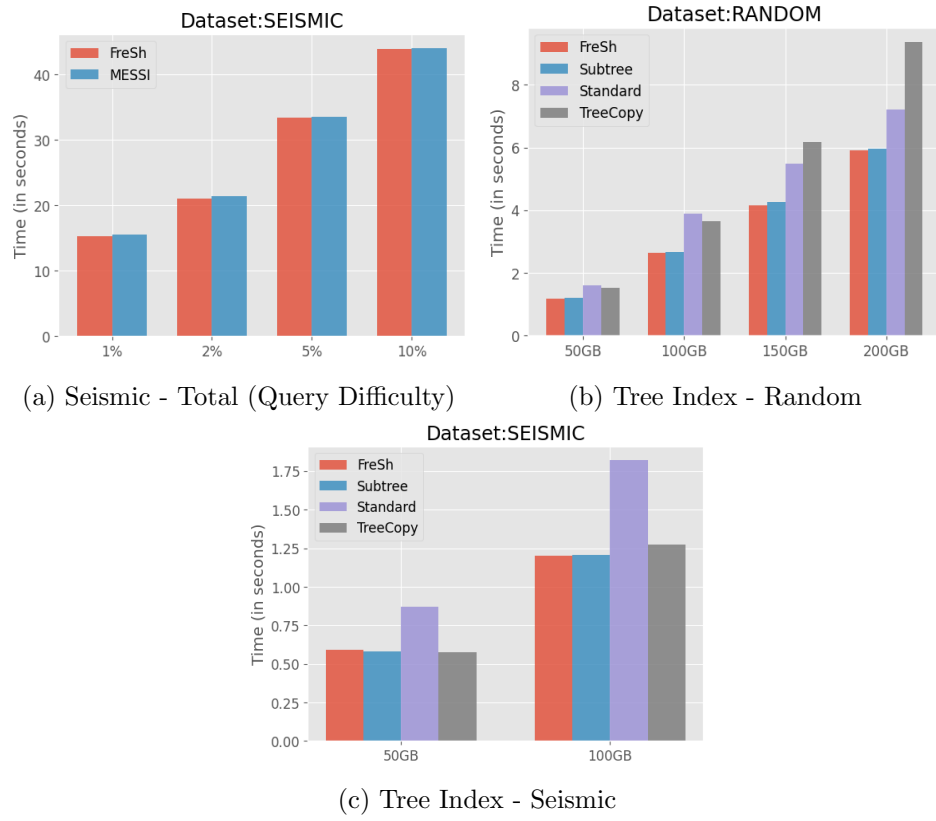 Dataset:SEISMIC
FreSh
MESSI
Time (in seconds)
40
30
20
10
0
1% 2% 5% 10%
(a) Seismic - Total (Query Difficulty)
Dataset:RANDOM
FreSh
Subtree
Standard
TreeCopy
Time (in seconds)
8
6
4
2
0
50GB 100GB 150GB 200GB
(b) Tree Index - Random
Dataset:SEISMIC
FreSh
Subtree
Standard
TreeCopy
Time (in seconds)
1.75
1.50
1.25
1.00
0.75
0.50
0.25
0.00
50GB 100GB
(c) Tree Index - Seismic